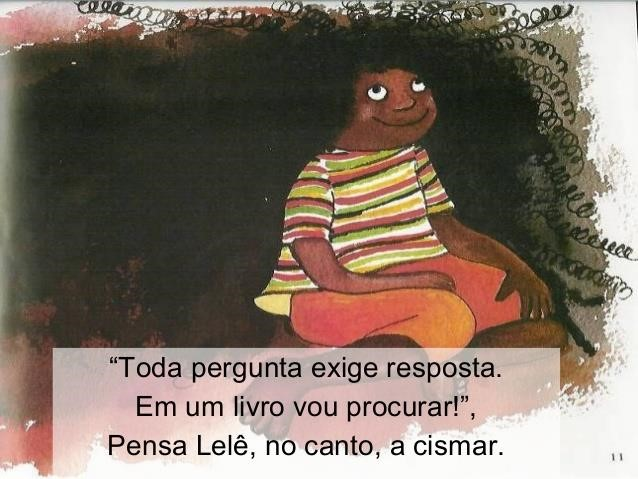 “Toda pergunta exige resposta.
Em um livro vou procurar!”,
Pensa Lelê, no canto, a cismar.
11